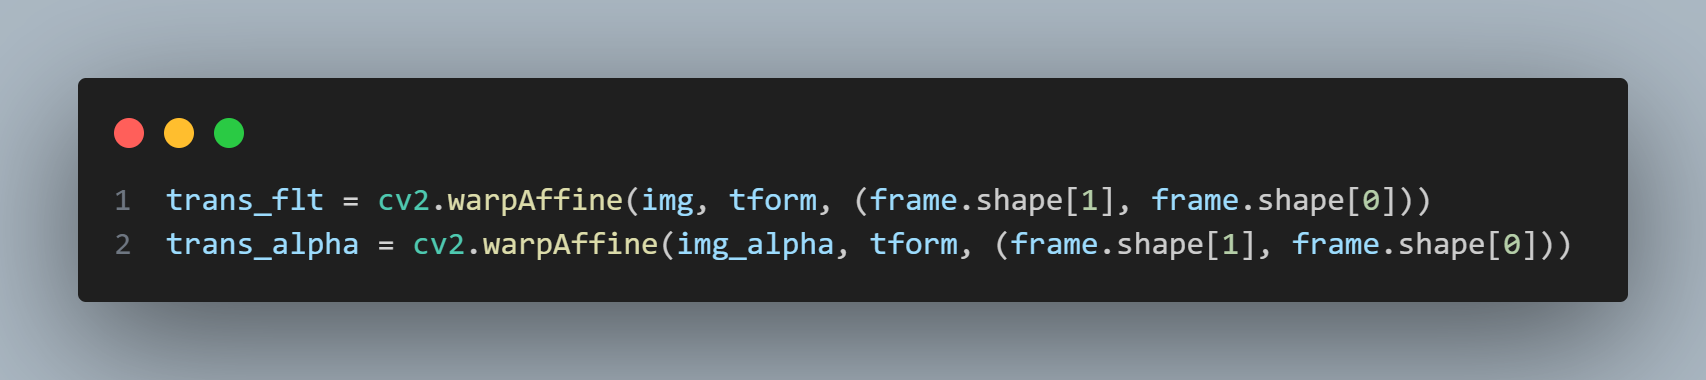 1 trans_flt = cv2.warpAffine(img, tform, (frame.shape[1], frame.shape[0]))
2 trans_alpha = cv2.warpAffine(img_alpha, tform, (frame.shape[1], frame.shape[0]))